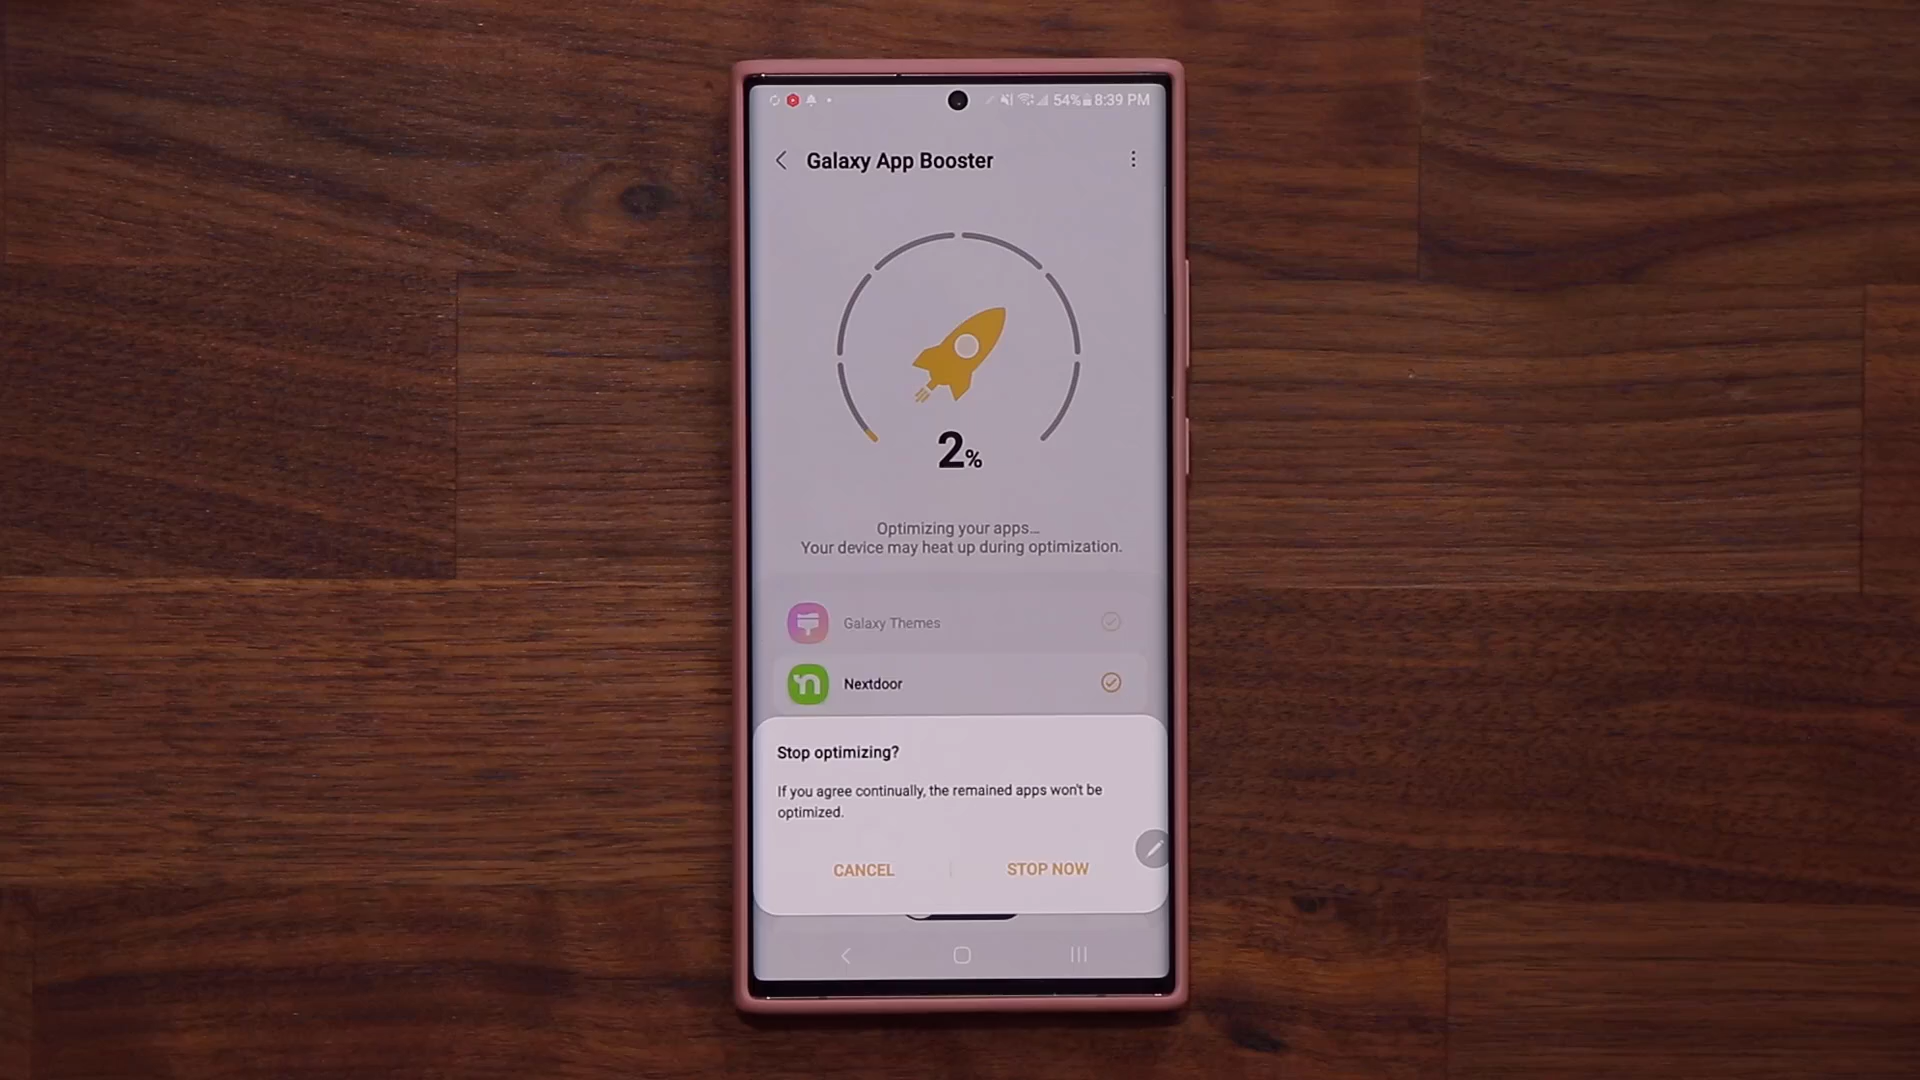 54% 8:39 PM
Galaxy App Booster
2%
Optimizing your apps...
Your device may heat up during optimization.
Galaxy Themes
Nextdoor
Stop optimizing?
If you agree continually, the remained apps won't be
optimized.
CANCEL STOP NOW